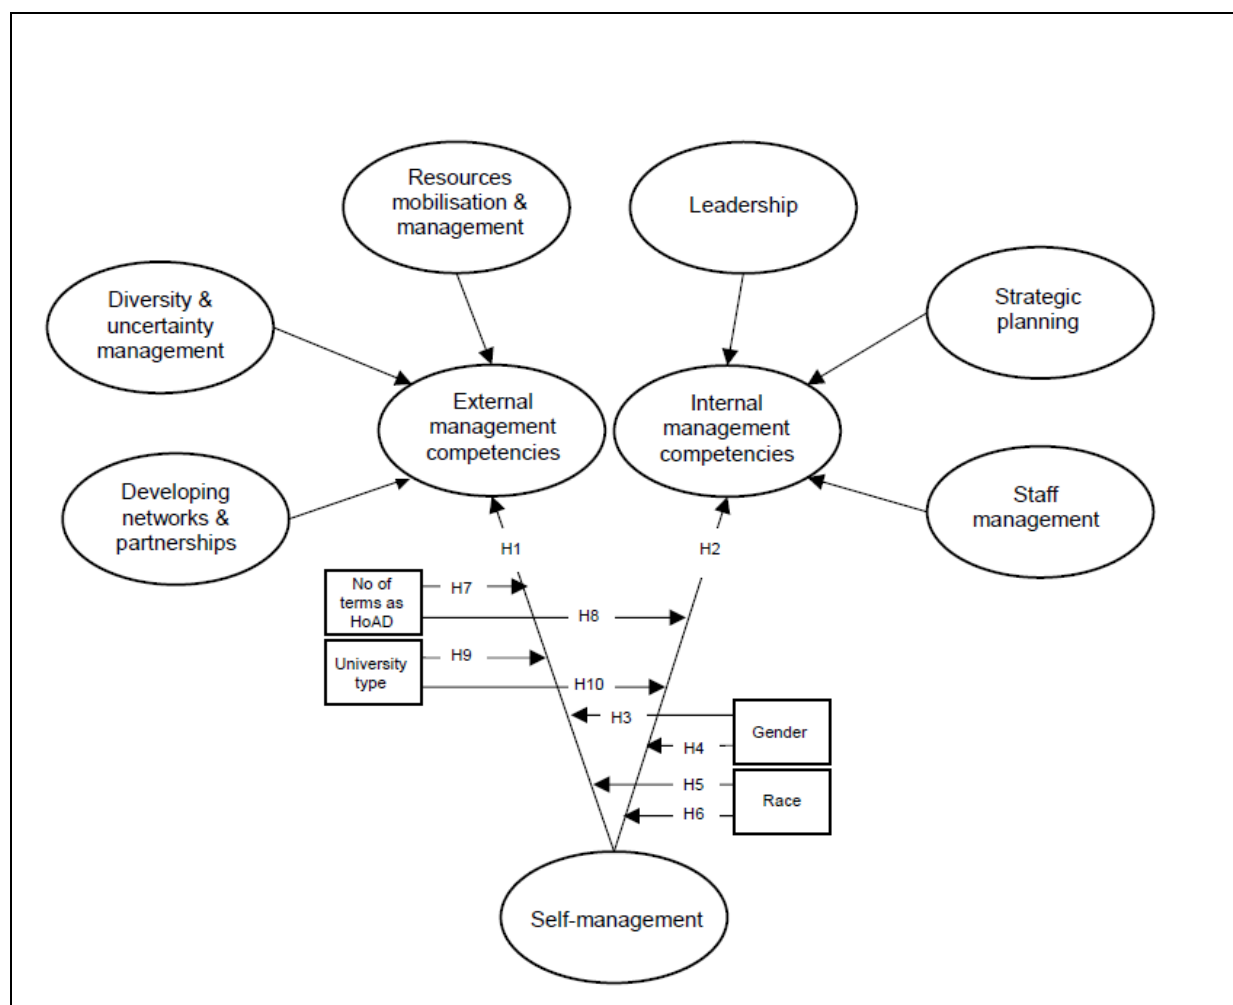 Resources
mobilisation &
management
Leadership
Diversity &
uncertainty
management
Strategic
planning
External
management
competencies
Internal
management
competencies
Developing
networks &
partnerships
Staff
management
H1
H2
No of
terms as
HoAD
H7
H8
University
type
H9
H10
H3
Gender
H4
H5
Race
H6
Self-management